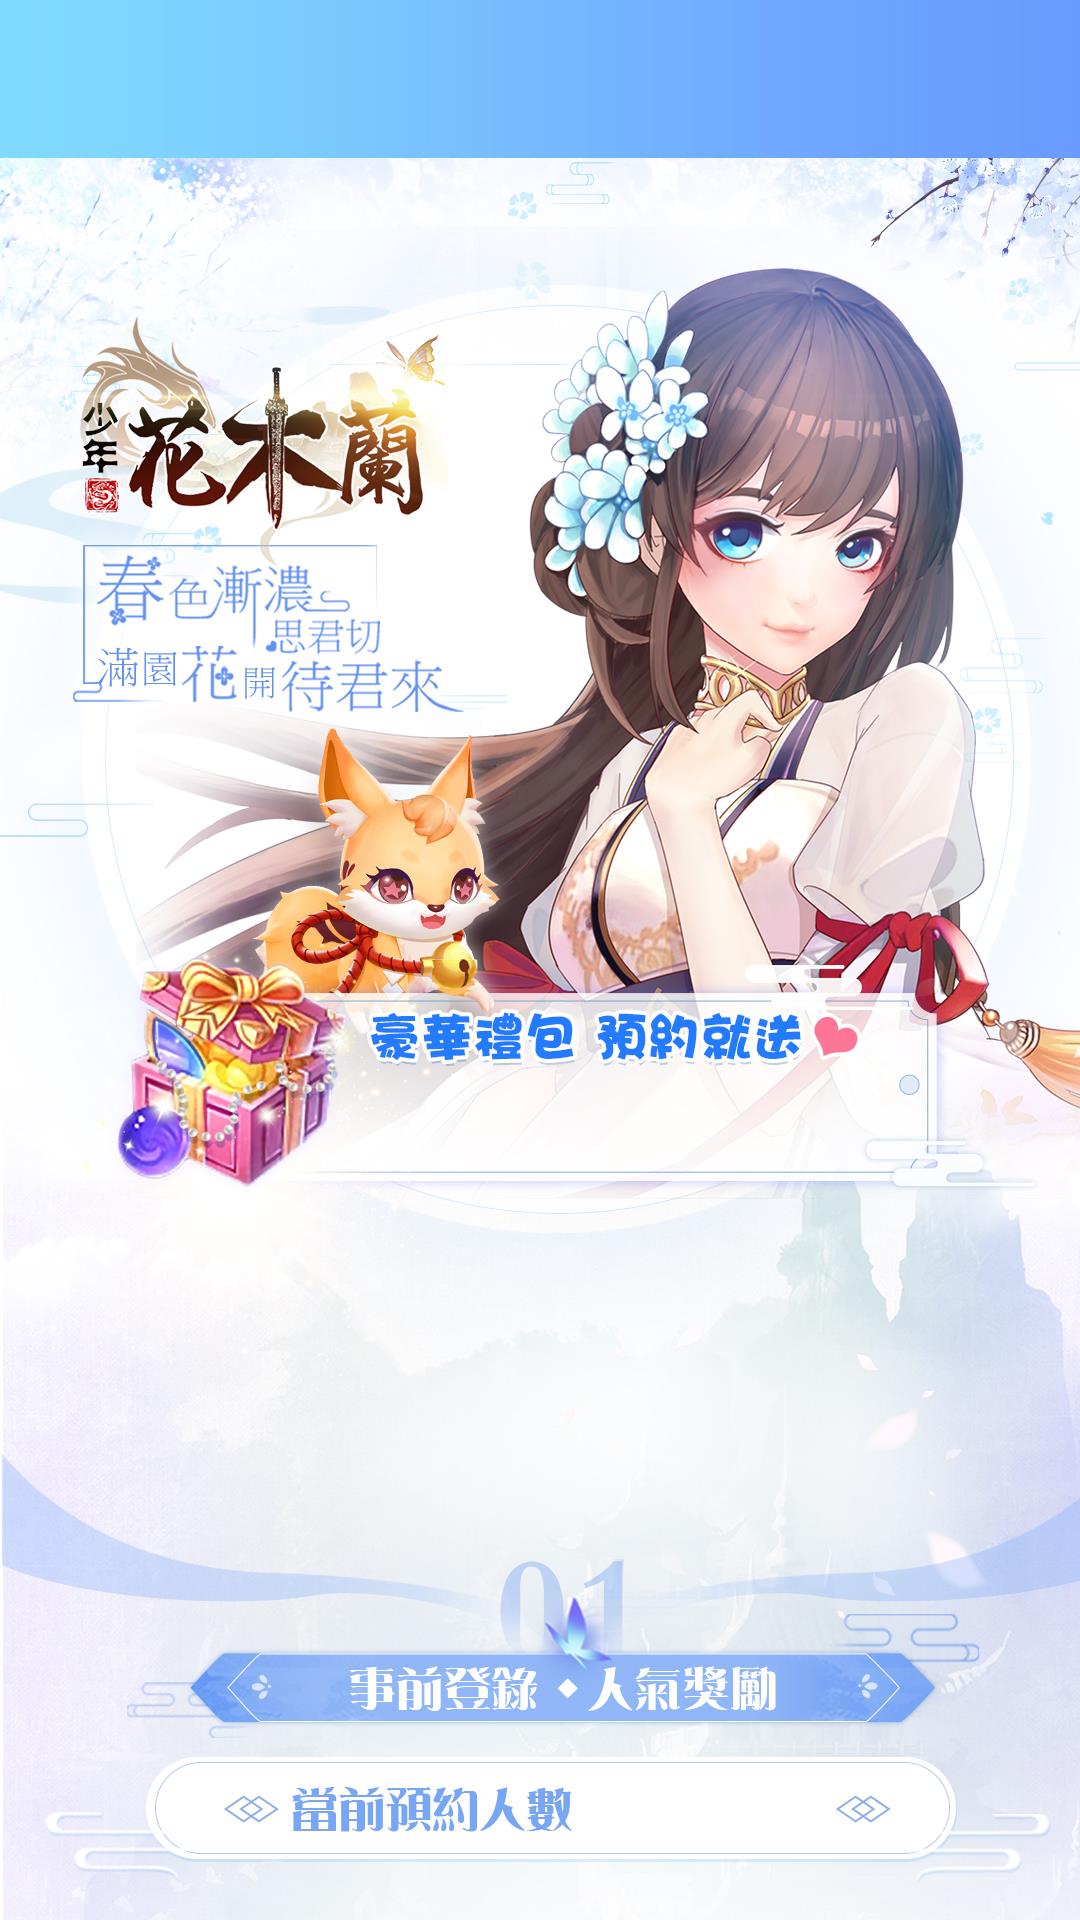 少年
花木蘭
春色漸濃
思君切
滿園花開待君來
豪華禮包 預約就送
01
事前登錄◆人氣獎勵
當前預約人數